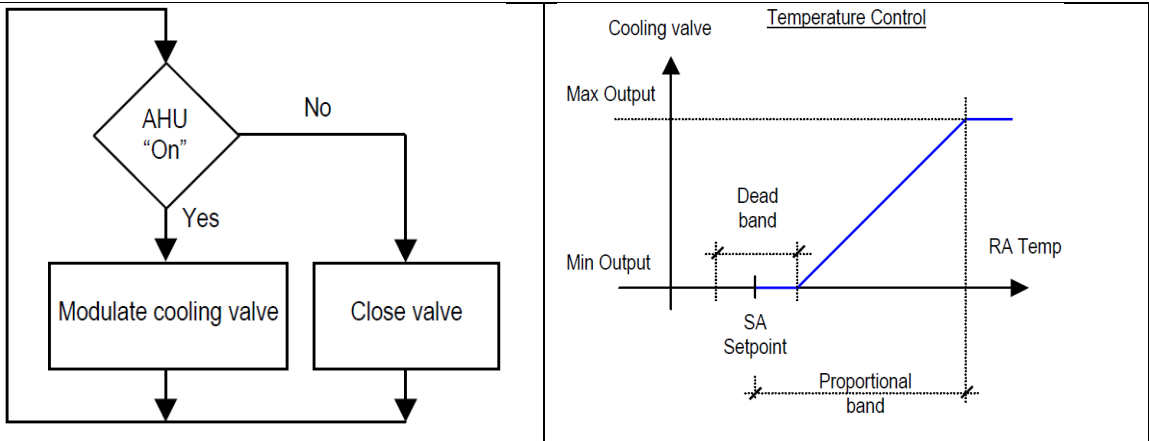 AHU
“On”
No
Yes
Modulate cooling valve
Close valve
Temperature Control
Cooling valve
Max Output
Dead
band
Min Output
RA Temp
SA
Setpoint
Proportional
band